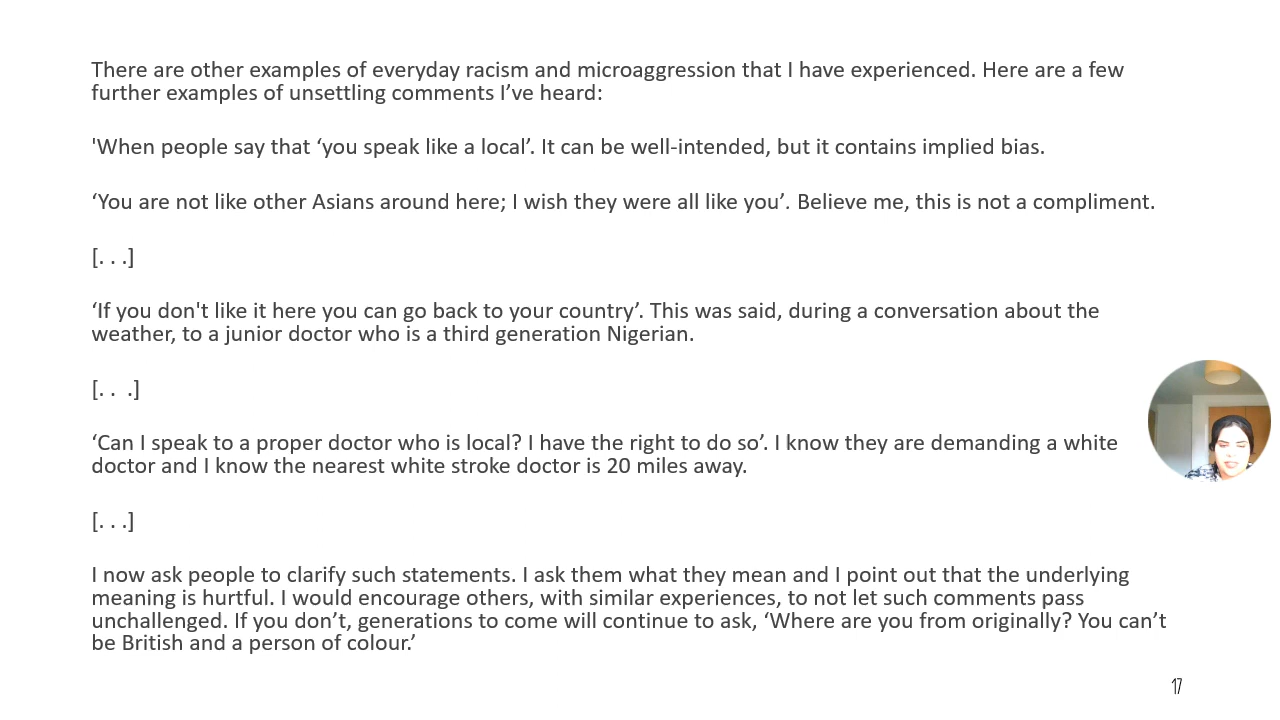 There are other examples of everyday racism and microaggression that I have experienced. Here are a few
further examples of unsettling comments I’ve heard:
'When people say that ‘you speak like a local’. It can be well-intended, but it contains implied bias.
‘You are not like other Asians around here; I wish they were all like you’. Believe me, this is not a compliment.
[. . .]
‘If you don't like it here you can go back to your country’. This was said, during a conversation about the
weather, to a junior doctor who is a third generation Nigerian.
[. .  .]
‘Can I speak to a proper doctor who is local? I have the right to do so’. I know they are demanding a white
doctor and I know the nearest white stroke doctor is 20 miles away.
[. . .]
I now ask people to clarify such statements. I ask them what they mean and I point out that the underlying
meaning is hurtful. I would encourage others, with similar experiences, to not let such comments pass
unchallenged. If you don’t, generations to come will continue to ask, ‘Where are you from originally? You can’t
be British and a person of colour.’
17